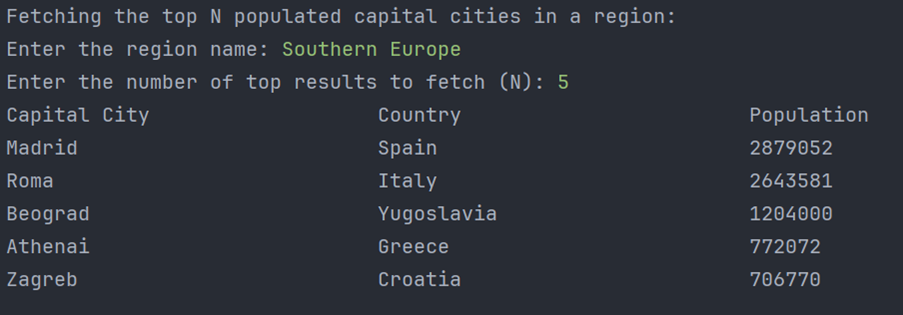 Fetching the top N populated capital cities in a region:
Enter the region name: Southern Europe
Enter the number of top results to fetch (N): 5
Capital City Country Population
Madrid Spain 2879052
Roma Italy 2643581
Beograd Yugoslavia 1204000
Athenai Greece 772072
Zagreb Croatia 706770